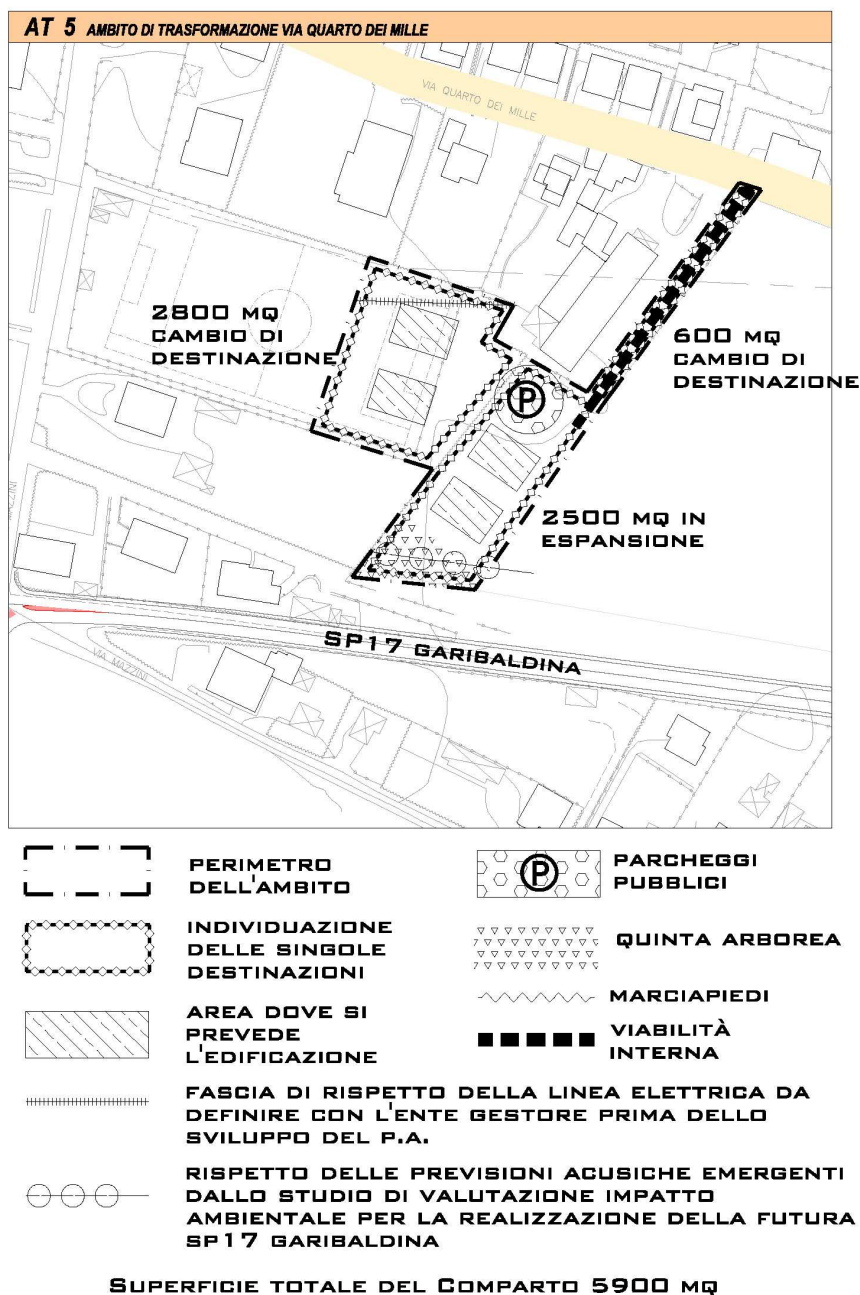 AT 5 AMBITO DI TRASFORMAZIONE VIA QUARTO DEI MILLE
VIA QUARTO DEI MILLE
2800 MQ
CAMBIO DI
DESTINAZIONE
600 MQ
CAMBIO DI
DESTINAZIONE
P
2500 MQ IN
ESPANSIONE
SP17 GARIBALDINA
MAZZINI
VIA MAZZINI
PERIMETRO
DELL'AMBITO
P
PARCHEGGI
PUBBLICI
INDIVIDUAZIONE
DELLE SINGOLE
DESTINAZIONI
QUINTA ARBOREA
MARCIAPIEDI
AREA DOVE SI
PREVEDE
L'EDIFICAZIONE
VIABILITÀ
INTERNA
FASCIA DI RISPETTO DELLA LINEA ELETTRICA DA
DEFINIRE CON L'ENTE GESTORE PRIMA DELLO
SVILUPPO DEL P.A.
RISPETTO DELLE PREVISIONI ACUSICHE EMERGENTI
DALLO STUDIO DI VALUTAZIONE IMPATTO
AMBIENTALE PER LA REALIZZAZIONE DELLA FUTURA
SP17 GARIBALDINA
SUPERFICIE TOTALE DEL COMPARTO 5900 MQ